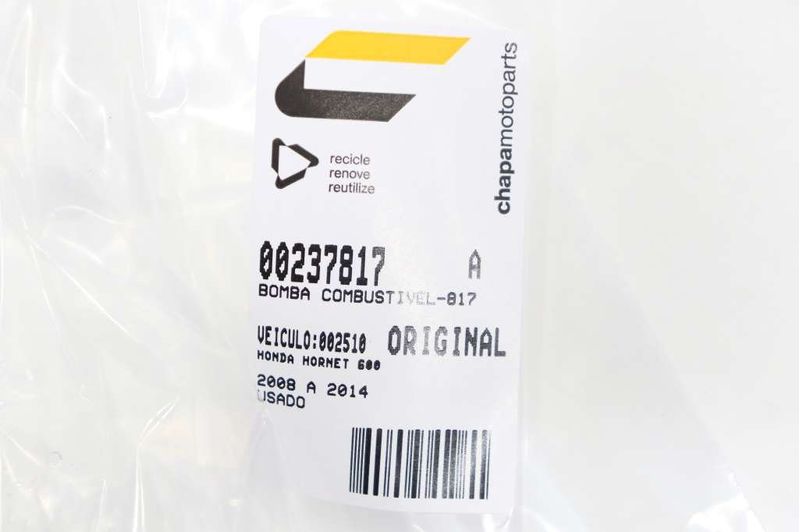 chapamotoparts
recicle
renove
reutilize
00237817 A
BOMBA COMBUSTIVEL-817
VEICULO:002510 ORIGINAL
HONDA HORNET 600
2008 A 2014
USADO